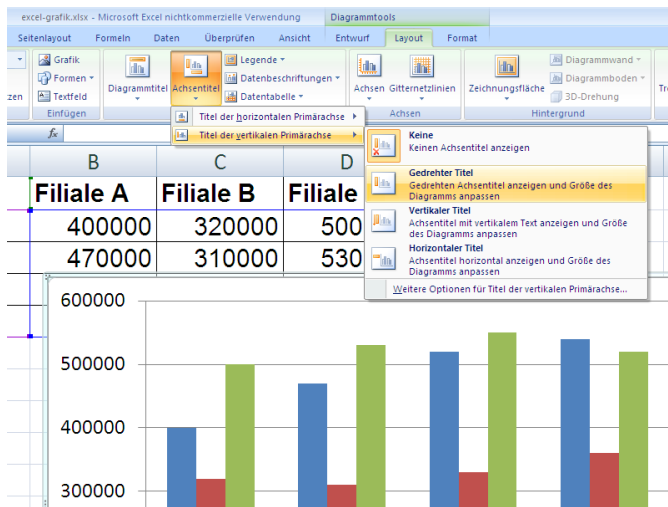 excel-grafik.xlsx - Microsoft Excel nichtkommerzielle Verwendung
Diagrammtools
Seitenlayout Formeln Daten Überprüfen Ansicht Entwurf Layout Format
Grafik
Formen
Textfeld
Einfügen
Diagrammtitel
Achsentitel
Legende
Datenbeschriftungen
Datentabelle
Achsen Gitternetzlinien
Achsen
Zeichnungsfläche
Diagrammwand
Diagrammboden
3D-Drehung
Hintergrund
Titel der horizontalen Primärachse
Titel der vertikalen Primärachse
Keine
Keinen Achsentitel anzeigen
Gedrehter Titel
Gedrehten Achsentitel anzeigen und Größe des
Diagramms anpassen
Vertikaler Titel
Achsentitel mit vertikalem Text anzeigen und Größe
des Diagramms anpassen
Horizontaler Titel
Achsentitel horizontal anzeigen und Größe des
Diagramms anpassen
Weitere Optionen für Titel der vertikalen Primärachse...
fx
B C D
Filiale A Filiale B Filiale
400000 320000 500
470000 310000 530
600000
500000
400000
300000